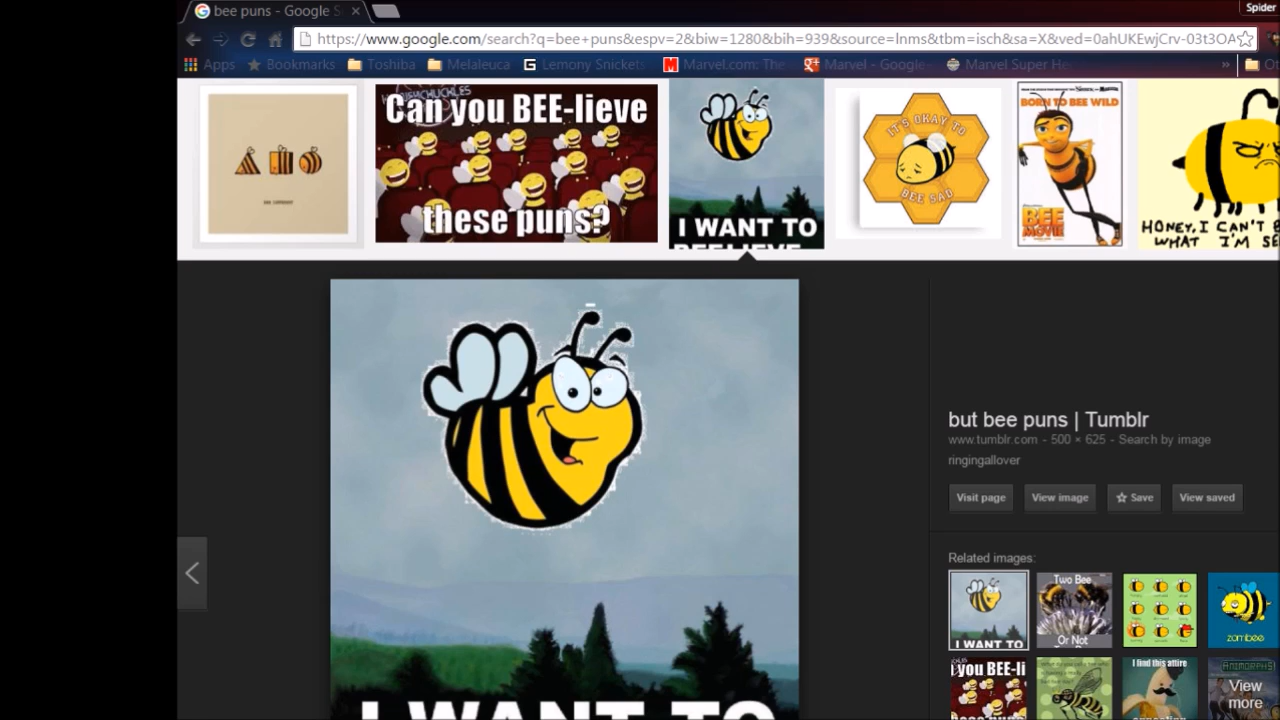 bee puns - Google S
Spider
https://www.google.com/search?q=bee+puns&espv=2&biw=1280&bih=939&source=lnms&tbm=isch&sa=X&ved=0ahUKEwjCrv-03t3OA
Apps Bookmarks Toshiba Melaleuca Lemony Snickets Marvel.com: The Marvel - Google Marvel Super He » Ot
Can you BEE-lieve
these puns?
I WANT TO
BEELIEVE
IT'S OKAY TO
BEE SAD
BORN TO BEE WILD
BEE
MOVIE
HONEY, I CAN'T B
WHAT I'M SE
I WANT TO
but bee puns | Tumblr
www.tumblr.com - 500 × 625 - Search by image
ringingallover
Visit page View image Save View saved
Related images:
I WANT TO
Two Bee
Or Not
zombee
you BEE-li
I find this attire
ANIMORPHS
View
more